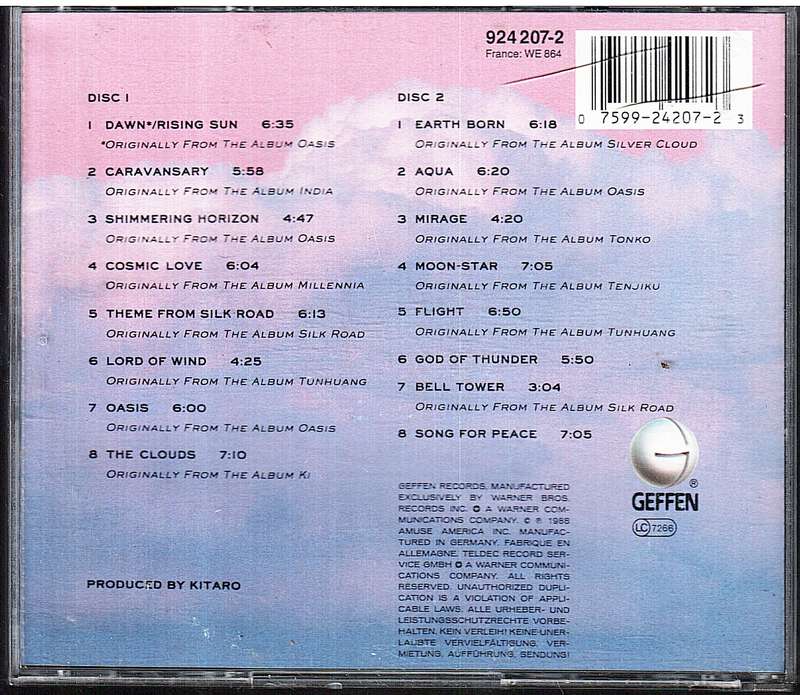 924 207-2
France: WE 864
0 7599-24207-2 3
DISC 1
1 DAWN*/RISING SUN 6:35
*ORIGINALLY FROM THE ALBUM OASIS
2 CARAVANSARY 5:58
ORIGINALLY FROM THE ALBUM INDIA
3 SHIMMERING HORIZON 4:47
ORIGINALLY FROM THE ALBUM OASIS
4 COSMIC LOVE 6:04
ORIGINALLY FROM THE ALBUM MILLENNIA
5 THEME FROM SILK ROAD 6:13
ORIGINALLY FROM THE ALBUM SILK ROAD
6 LORD OF WIND 4:25
ORIGINALLY FROM THE ALBUM TUNHUANG
7 OASIS 6:00
ORIGINALLY FROM THE ALBUM OASIS
8 THE CLOUDS 7:10
ORIGINALLY FROM THE ALBUM KI
PRODUCED BY KITARO
DISC 2
1 EARTH BORN 6:18
ORIGINALLY FROM THE ALBUM SILVER CLOUD
2 AQUA 6:20
ORIGINALLY FROM THE ALBUM OASIS
3 MIRAGE 4:20
ORIGINALLY FROM THE ALBUM TONKO
4 MOON-STAR 7:05
ORIGINALLY FROM THE ALBUM TENJIKU
5 FLIGHT 6:50
ORIGINALLY FROM THE ALBUM TUNHUANG
6 GOD OF THUNDER 5:50
7 BELL TOWER 3:04
ORIGINALLY FROM THE ALBUM SILK ROAD
8 SONG FOR PEACE 7:05
GEFFEN RECORDS, MANUFACTURED
EXCLUSIVELY BY WARNER BROS.
RECORDS INC. A WARNER COM-
MUNICATIONS COMPANY. © ℗ 1988
AMUSE AMERICA INC. MANUFAC-
TURED IN GERMANY. FABRIQUE EN
ALLEMAGNE. TELDEC RECORD SER-
VICE GMBH A WARNER COMMUNI-
CATIONS COMPANY. ALL RIGHTS
RESERVED. UNAUTHORIZED DUPLI-
CATION IS A VIOLATION OF APPLI-
CABLE LAWS. ALLE URHEBER- UND
LEISTUNGSSCHUTZRECHTE VORBE-
HALTEN. KEIN VERLEIH! KEINE UNER-
LAUBTE VERVIELFÄLTIGUNG, VER-
MIETUNG, AUFFÜHRUNG, SENDUNG!
G ®
GEFFEN
LC 7266